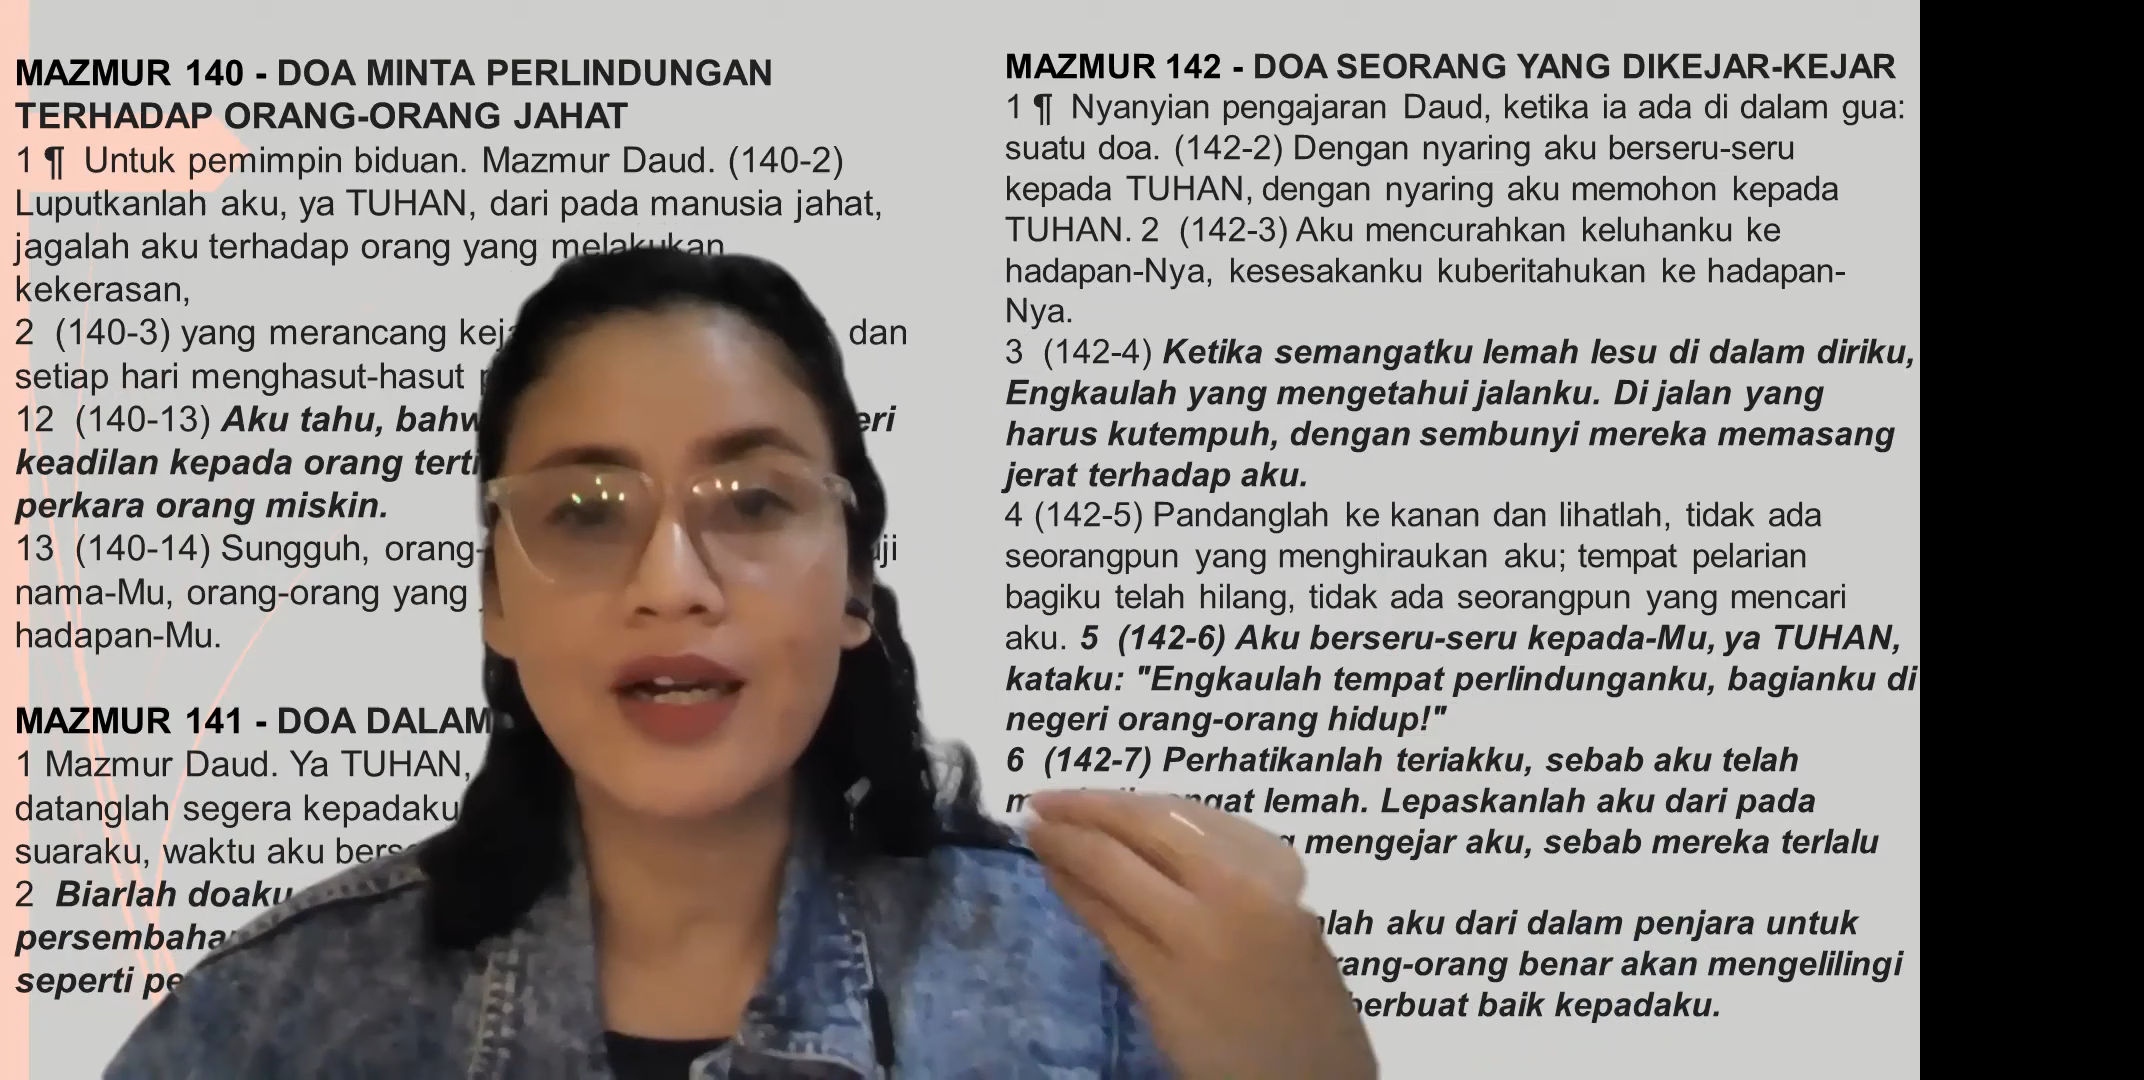 MAZMUR 140 - DOA MINTA PERLINDUNGAN
TERHADAP ORANG-ORANG JAHAT
1 ¶ Untuk pemimpin biduan. Mazmur Daud. (140-2)
Luputkanlah aku, ya TUHAN, dari pada manusia jahat,
jagalah aku terhadap orang yang melakukan
kekerasan,
2 (140-3) yang merancang dan
setiap hari menghasut-hasut
12 (140-13) Aku tahu,
keadilan kepada orang
perkara orang miskin.
13 (140-14) Sungguh,
nama-Mu, orang-orang yang
hadapan-Mu.
MAZMUR 141 - DOA DALAM
1 Mazmur Daud. Ya TUHAN,
datanglah segera kepadaku
suaraku, waktu aku
2 Biarlah doaku
seperti
MAZMUR 142 - DOA SEORANG YANG DIKEJAR-KEJAR
1 ¶ Nyanyian pengajaran Daud, ketika ia ada di dalam gua:
suatu doa. (142-2) Dengan nyaring aku berseru-seru
kepada TUHAN, dengan nyaring aku memohon kepada
TUHAN. 2 (142-3) Aku mencurahkan keluhanku ke
hadapan-Nya, kesesakanku kuberitahukan ke hadapan-
Nya.
3 (142-4) Ketika semangatku lemah lesu di dalam diriku,
Engkaulah yang mengetahui jalanku. Di jalan yang
harus kutempuh, dengan sembunyi mereka memasang
jerat terhadap aku.
4 (142-5) Pandanglah ke kanan dan lihatlah, tidak ada
seorangpun yang menghiraukan aku; tempat pelarian
bagiku telah hilang, tidak ada seorangpun yang mencari
aku. 5 (142-6) Aku berseru-seru kepada-Mu, ya TUHAN,
kataku: "Engkaulah tempat perlindunganku, bagianku di
negeri orang-orang hidup!"
6 (142-7) Perhatikanlah teriakku, sebab aku telah
lemah. Lepaskanlah aku dari pada
mengejar aku, sebab mereka terlalu
aku dari dalam penjara untuk
benar akan mengelilingi
berbuat baik kepadaku.